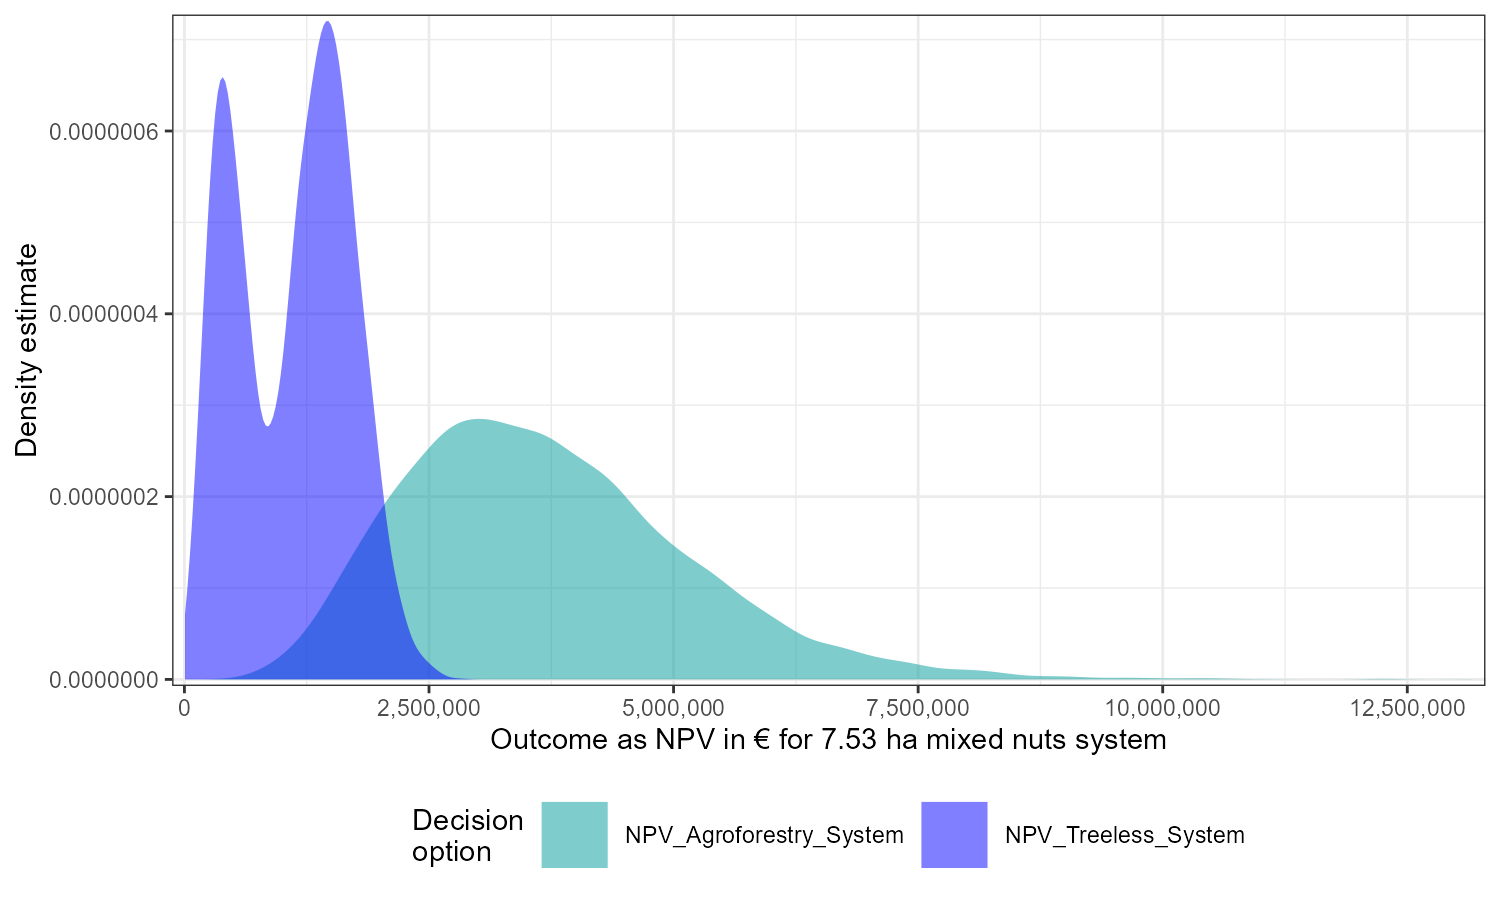 Density estimate
0.0000006
0.0000004
0.0000002
0.0000000
0
2,500,000
5,000,000
7,500,000
10,000,000
12,500,000
Outcome as NPV in € for 7.53 ha mixed nuts system
Decision
option
NPV_Agroforestry_System
NPV_Treeless_System